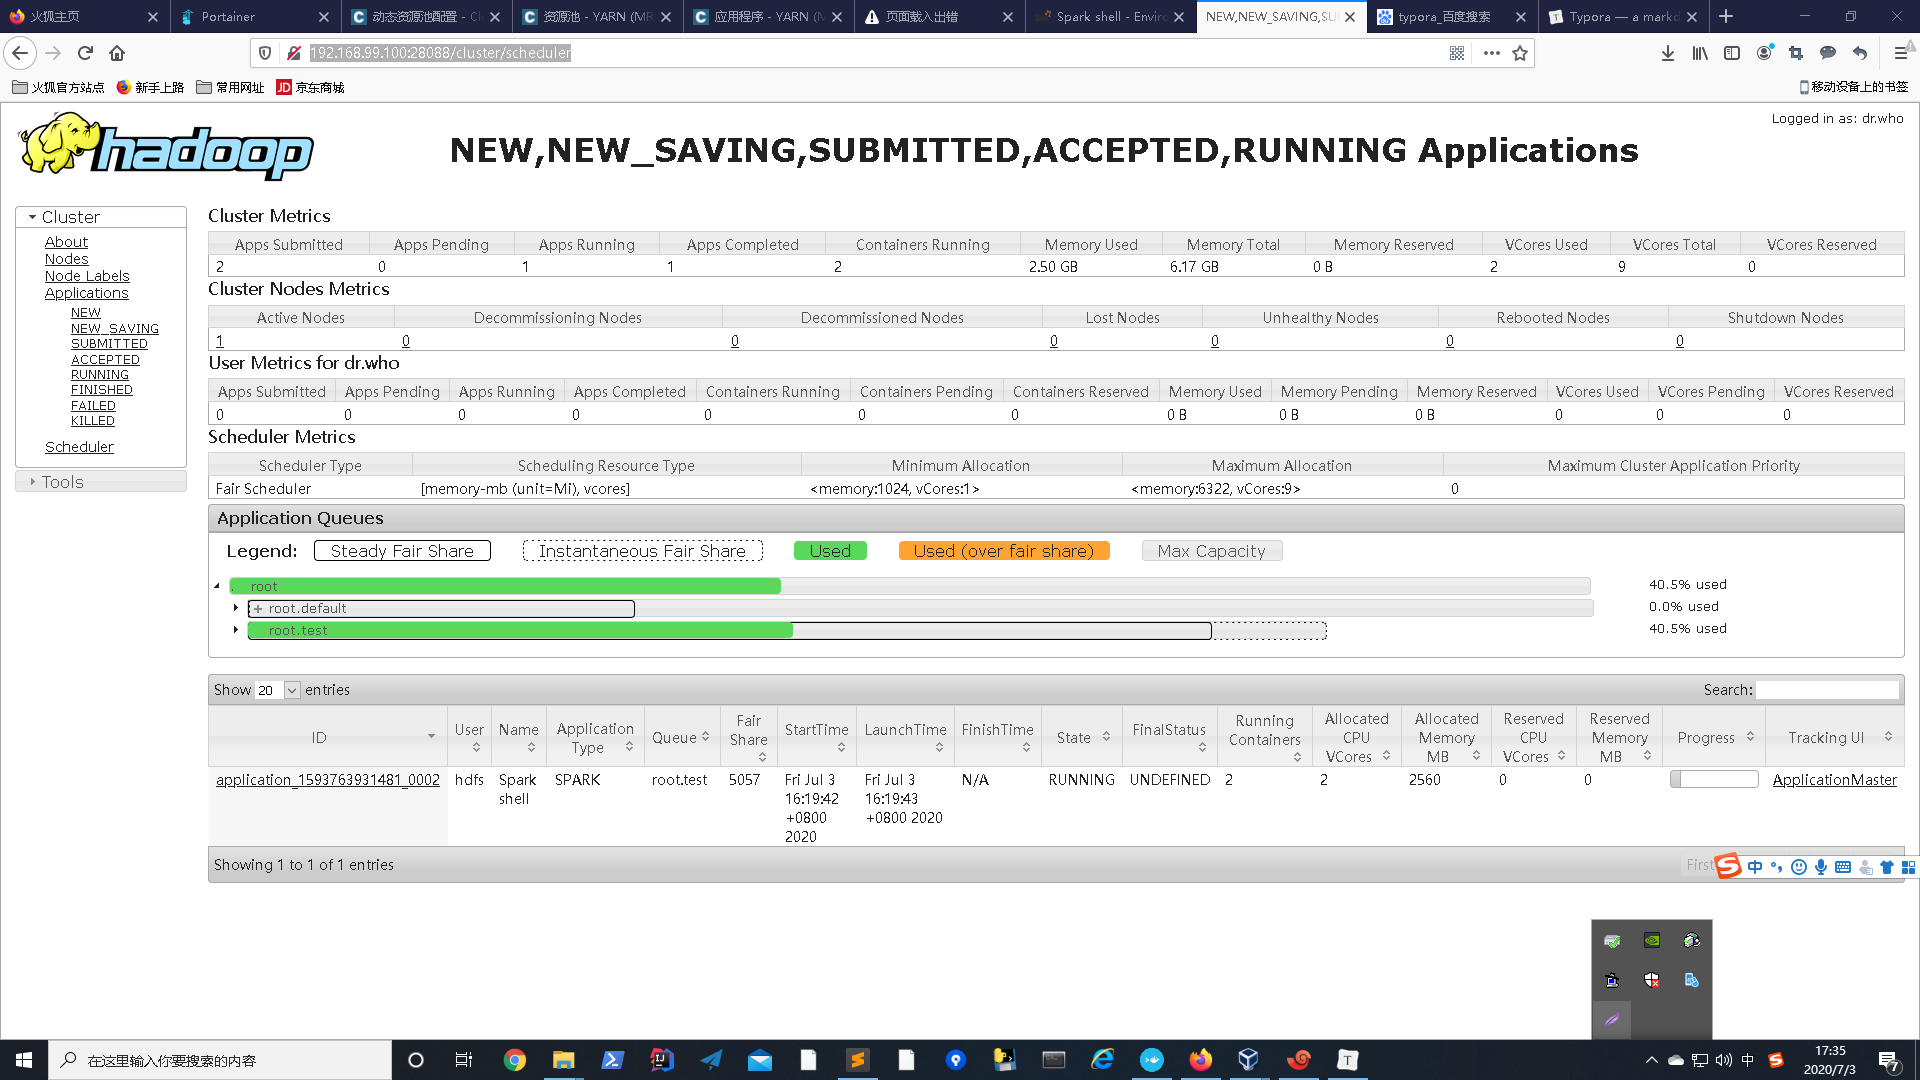 火狐主页
Portainer
动态资源池配置 - Cl
资源池 - YARN (MR
应用程序 - YARN (M
页面载入出错
Spark shell - Enviro
NEW,NEW_SAVING,SU
typora_百度搜索
Typora — a markd
192.168.99.100:28088/cluster/scheduler
火狐官方站点
新手上路
常用网址
JD 京东商城
移动设备上的书签
hadoop
NEW,NEW_SAVING,SUBMITTED,ACCEPTED,RUNNING Applications
Logged in as: dr.who
Cluster
About
Nodes
Node Labels
Applications
NEW
NEW_SAVING
SUBMITTED
ACCEPTED
RUNNING
FINISHED
FAILED
KILLED
Scheduler
Tools
Cluster Metrics
Apps Submitted Apps Pending Apps Running Apps Completed Containers Running Memory Used Memory Total Memory Reserved VCores Used VCores Total VCores Reserved
2 0 1 1 2 2.50 GB 6.17 GB 0 B 2 9 0
Cluster Nodes Metrics
Active Nodes Decommissioning Nodes Decommissioned Nodes Lost Nodes Unhealthy Nodes Rebooted Nodes Shutdown Nodes
1 0 0 0 0 0 0
User Metrics for dr.who
Apps Submitted Apps Pending Apps Running Apps Completed Containers Running Containers Pending Containers Reserved Memory Used Memory Pending Memory Reserved VCores Used VCores Pending VCores Reserved
0 0 0 0 0 0 0 0 B 0 B 0 B 0 0 0
Scheduler Metrics
Scheduler Type Scheduling Resource Type Minimum Allocation Maximum Allocation Maximum Cluster Application Priority
Fair Scheduler [memory-mb (unit=Mi), vcores] <memory:1024, vCores:1> <memory:6322, vCores:9> 0
Application Queues
Legend: Steady Fair Share Instantaneous Fair Share Used Used (over fair share) Max Capacity
. root 40.5% used
+ root.default 0.0% used
root.test 40.5% used
Show 20 entries Search:
ID User Name Application Type Queue Fair Share StartTime LaunchTime FinishTime State FinalStatus Running Containers Allocated CPU VCores Allocated Memory MB Reserved CPU VCores Reserved Memory MB Progress Tracking UI
application_1593763931481_0002 hdfs Spark shell SPARK root.test 5057 Fri Jul 3 16:19:42 +0800 2020 Fri Jul 3 16:19:43 +0800 2020 N/A RUNNING UNDEFINED 2 2 2560 0 0 ApplicationMaster
Showing 1 to 1 of 1 entries First
中
在这里输入你要搜索的内容
中
17:35
2020/7/3
7